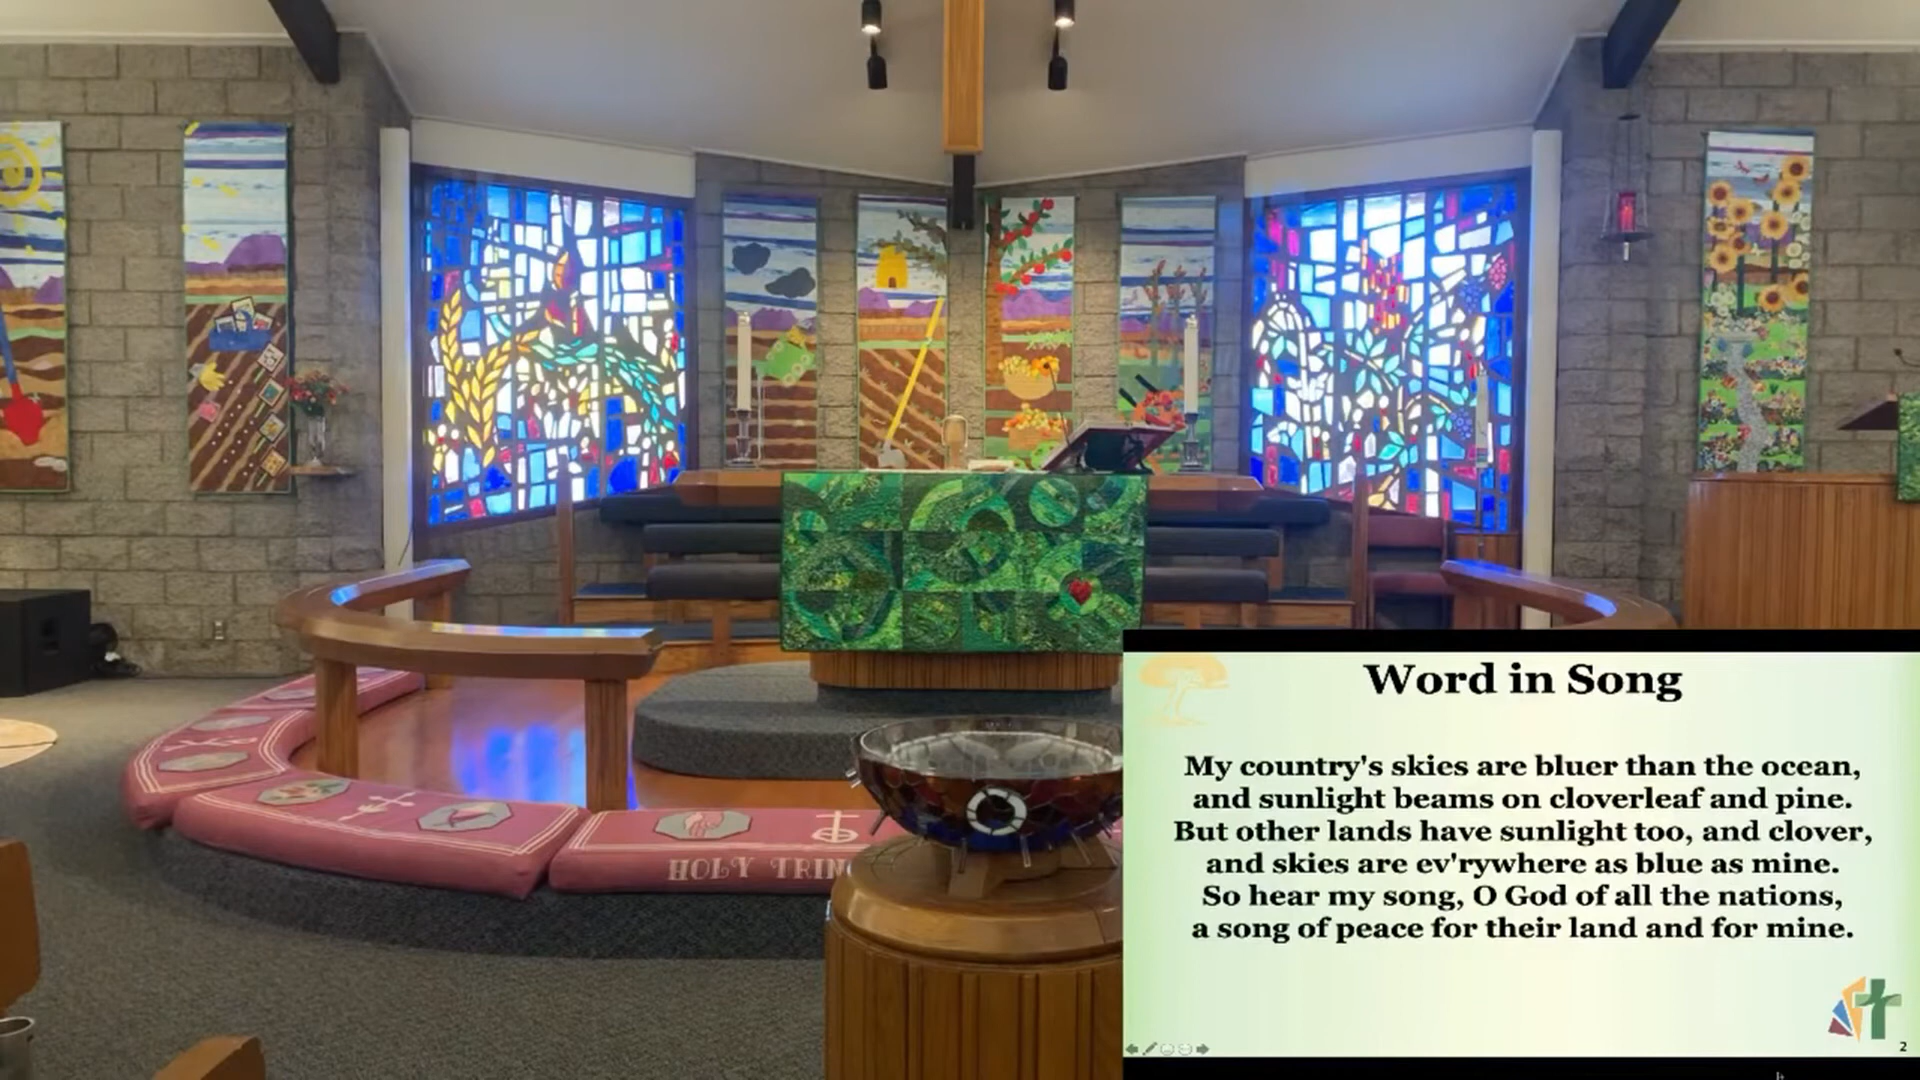 HOLY TRIN
Word in Song
My country's skies are bluer than the ocean,
and sunlight beams on cloverleaf and pine.
But other lands have sunlight too, and clover,
and skies are ev'rywhere as blue as mine.
So hear my song, O God of all the nations,
a song of peace for their land and for mine.
2